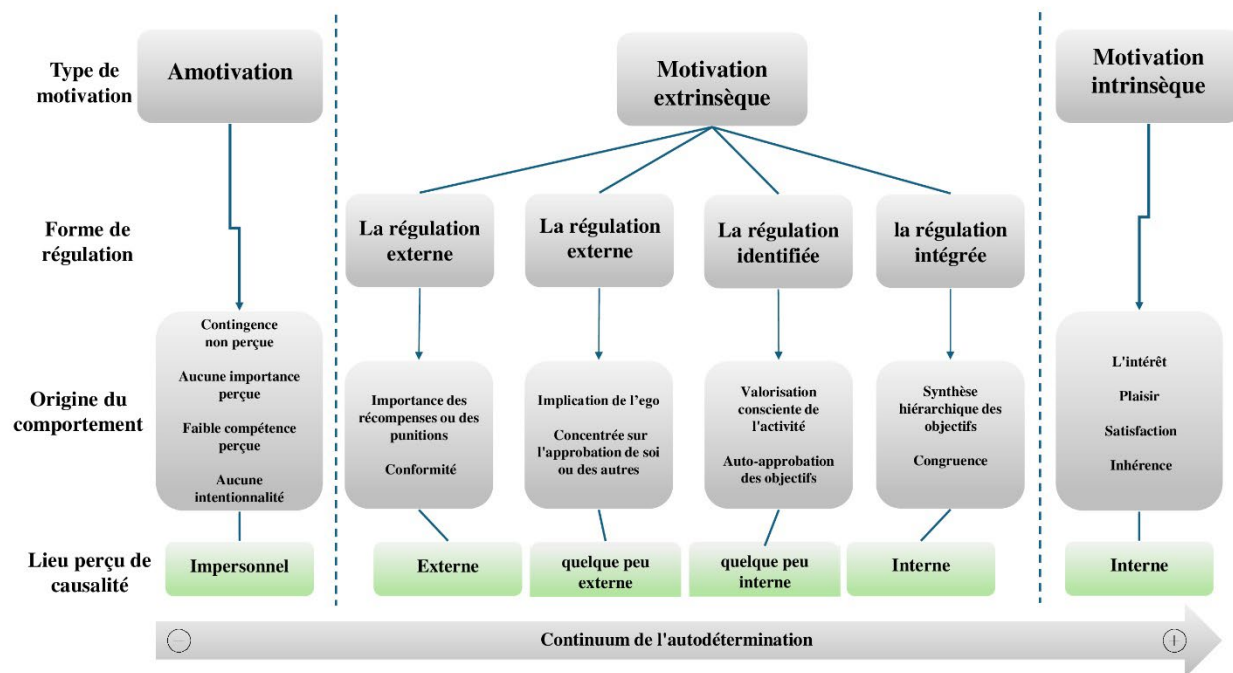 Type de
motivation
Amotivation
Motivation
extrinsèque
Motivation
intrinsèque
Forme de
régulation
La régulation
externe
La régulation
externe
La régulation
identifiée
la régulation
intégrée
Origine du
comportement
Contingence
non perçue
Aucune importance
perçue
Faible compétence
perçue
Aucune
intentionnalité
Importance des
récompenses ou des
punitions
Conformité
Implication de l’ego
Concentrée sur
l'approbation de soi
ou des autres
Valorisation
consciente de
l'activité
Auto-approbation
des objectifs
Synthèse
hiérarchique des
objectifs
Congruence
L'intérêt
Plaisir
Satisfaction
Inhérence
Lieu perçu de
causalité
Impersonnel
Externe
quelque peu
externe
quelque peu
interne
Interne
Interne
Continuum de l'autodétermination